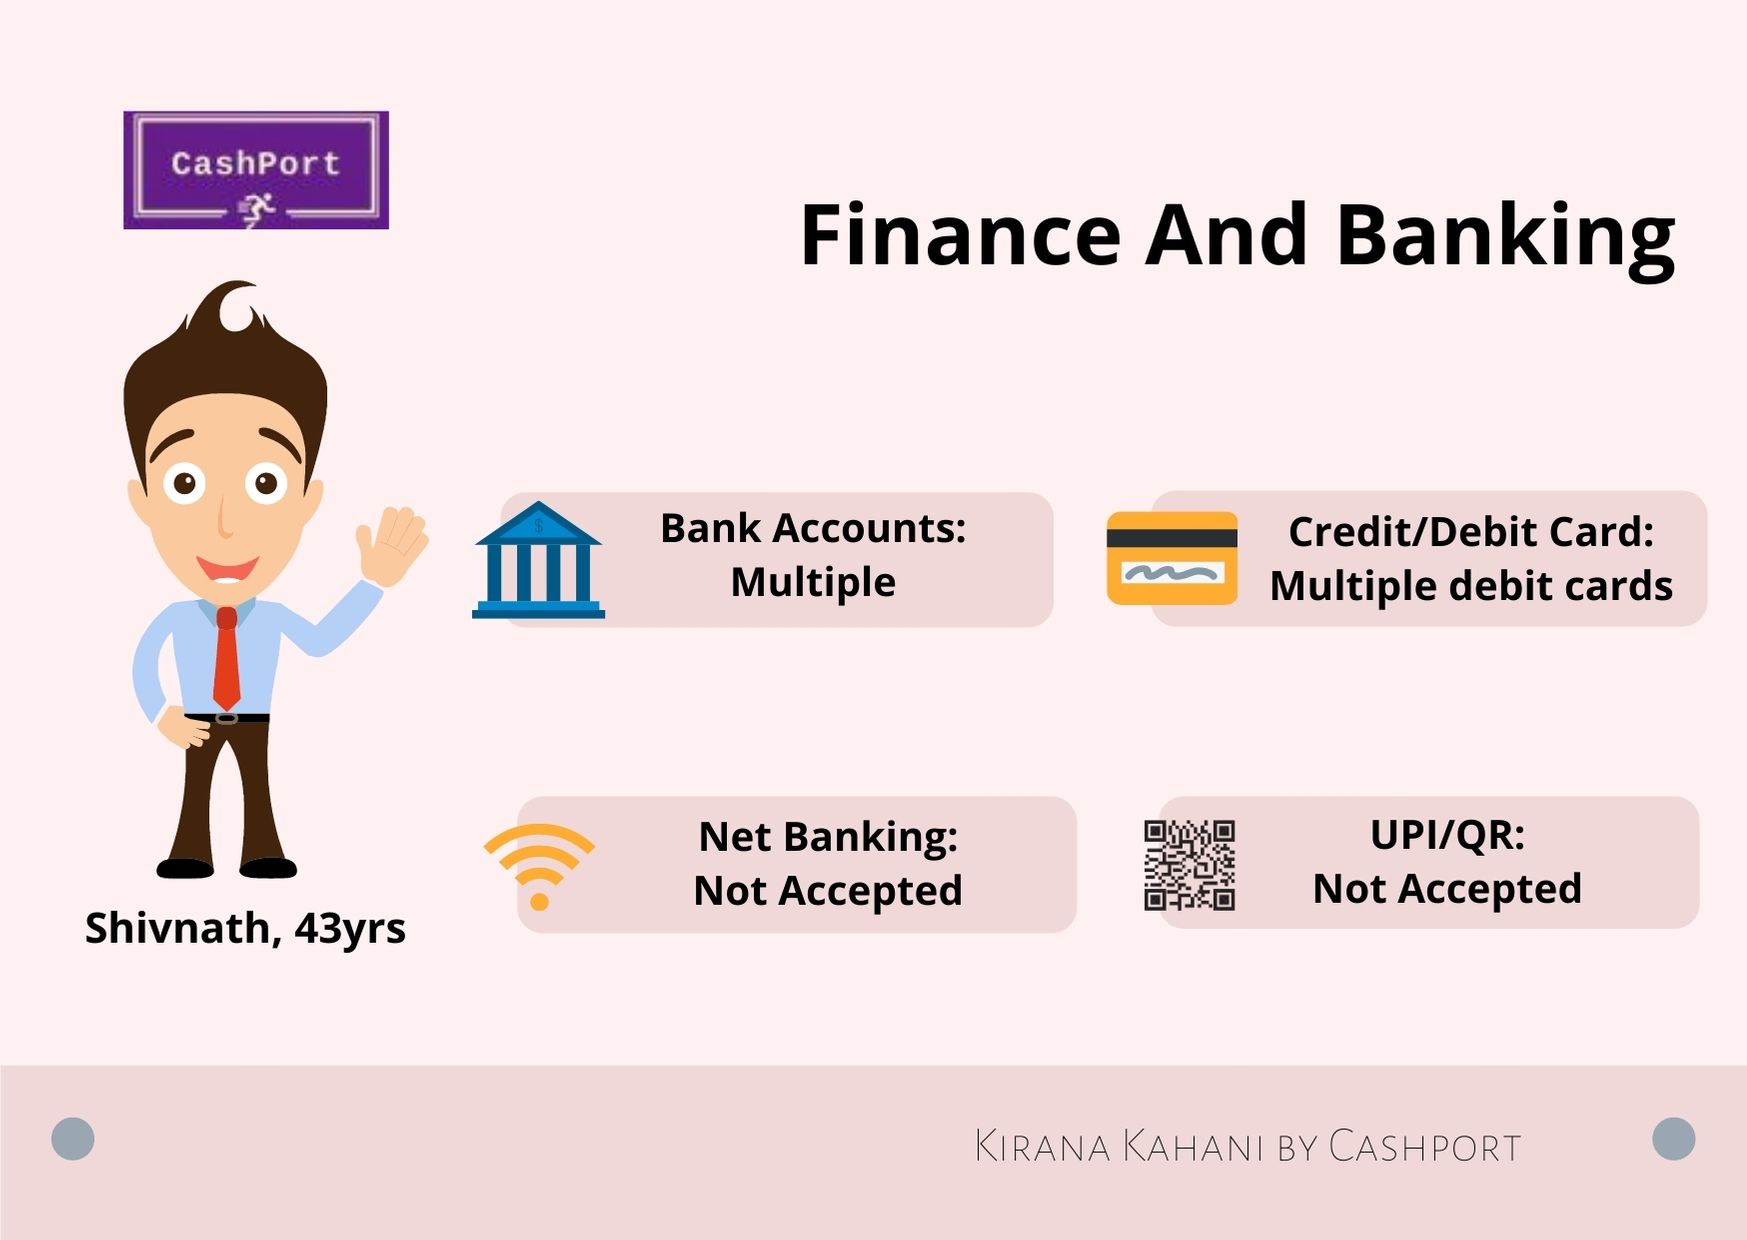 CashPort
Finance And Banking
Bank Accounts:
Multiple
Credit/Debit Card:
Multiple debit cards
Net Banking:
Not Accepted
UPI/QR:
Not Accepted
Shivnath, 43yrs
Kirana Kahani by Cashport